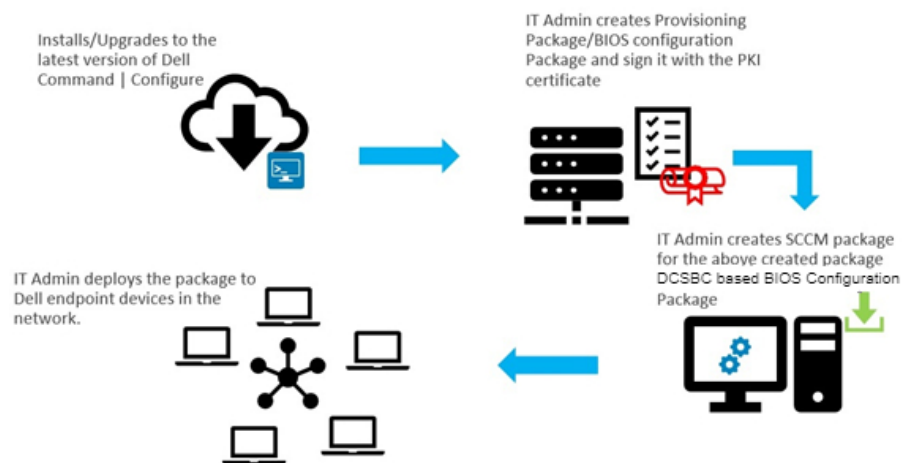 Installs/Upgrades to the
latest version of Dell
Command | Configure
IT Admin creates Provisioning
Package/BIOS configuration
Package and sign it with the PKI
certificate
IT Admin creates SCCM package
for the above created package
DCSBC based BIOS Configuration
Package
IT Admin deploys the package to
Dell endpoint devices in the
network.